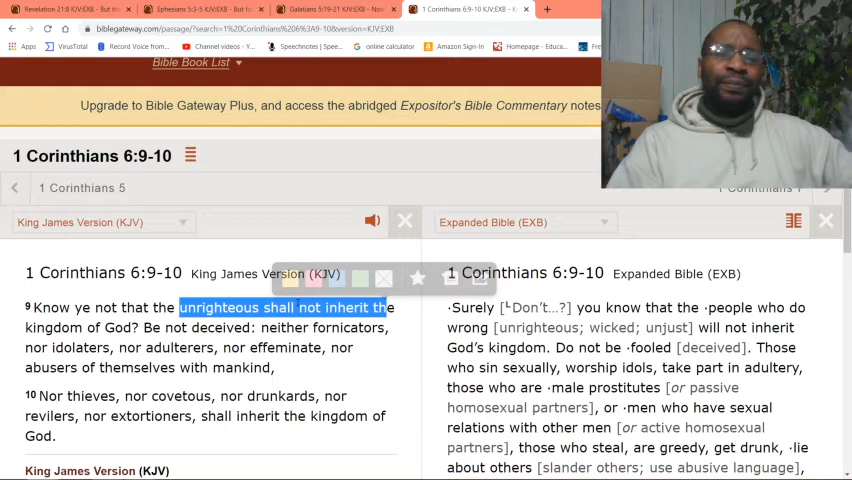 Revelation 21:8 KJV;EXB - But th
Ephesians 5:3-5 KJV;EXB - But fo
Galatians 5:19-21 KJV;EXB - Now
1 Corinthians 6:9-10 KJV;EXB - K
biblegateway.com/passage/?search=1%20Corinthians%206%3A9-10&version=KJV;EXB
Apps
VirusTotal
Record Voice from...
Channel videos - Y...
Speechnotes | Spee...
online calculator
Amazon Sign-In
Homepage - Educa...
Fre
Bible Book List
Upgrade to Bible Gateway Plus, and access the abridged Expositor's Bible Commentary notes
1 Corinthians 6:9-10
1 Corinthians 5
1 Corinthians 7
King James Version (KJV)
Expanded Bible (EXB)
1 Corinthians 6:9-10 King James Version (KJV)
9 Know ye not that the unrighteous shall not inherit the
kingdom of God? Be not deceived: neither fornicators,
nor idolaters, nor adulterers, nor effeminate, nor
abusers of themselves with mankind,
10 Nor thieves, nor covetous, nor drunkards, nor
revilers, nor extortioners, shall inherit the kingdom of
God.
King James Version (KJV)
1 Corinthians 6:9-10 Expanded Bible (EXB)
·Surely [L Don't…?] you know that the ·people who do
wrong [unrighteous; wicked; unjust] will not inherit
God's kingdom. Do not be ·fooled [deceived]. Those
who sin sexually, worship idols, take part in adultery,
those who are ·male prostitutes [or passive
homosexual partners], or ·men who have sexual
relations with other men [or active homosexual
partners], those who steal, are greedy, get drunk, ·lie
about others [slander others; use abusive language],